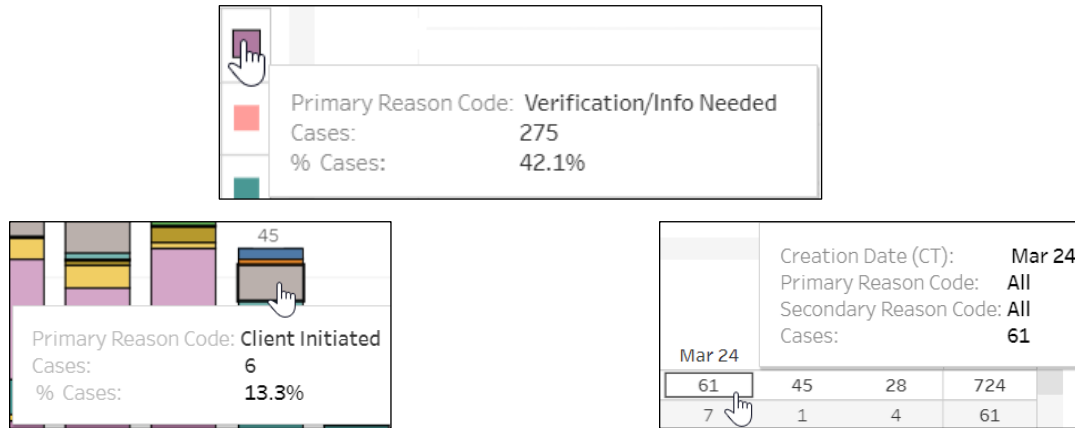 Primary Reason Code: Verification/Info Needed
Cases: 275
% Cases: 42.1%
45
Primary Reason Code: Client Initiated
Cases: 6
% Cases: 13.3%
Creation Date (CT): Mar 24
Primary Reason Code: All
Secondary Reason Code: All
Cases: 61
Mar 24
61 45 28 724
7 1 4 61